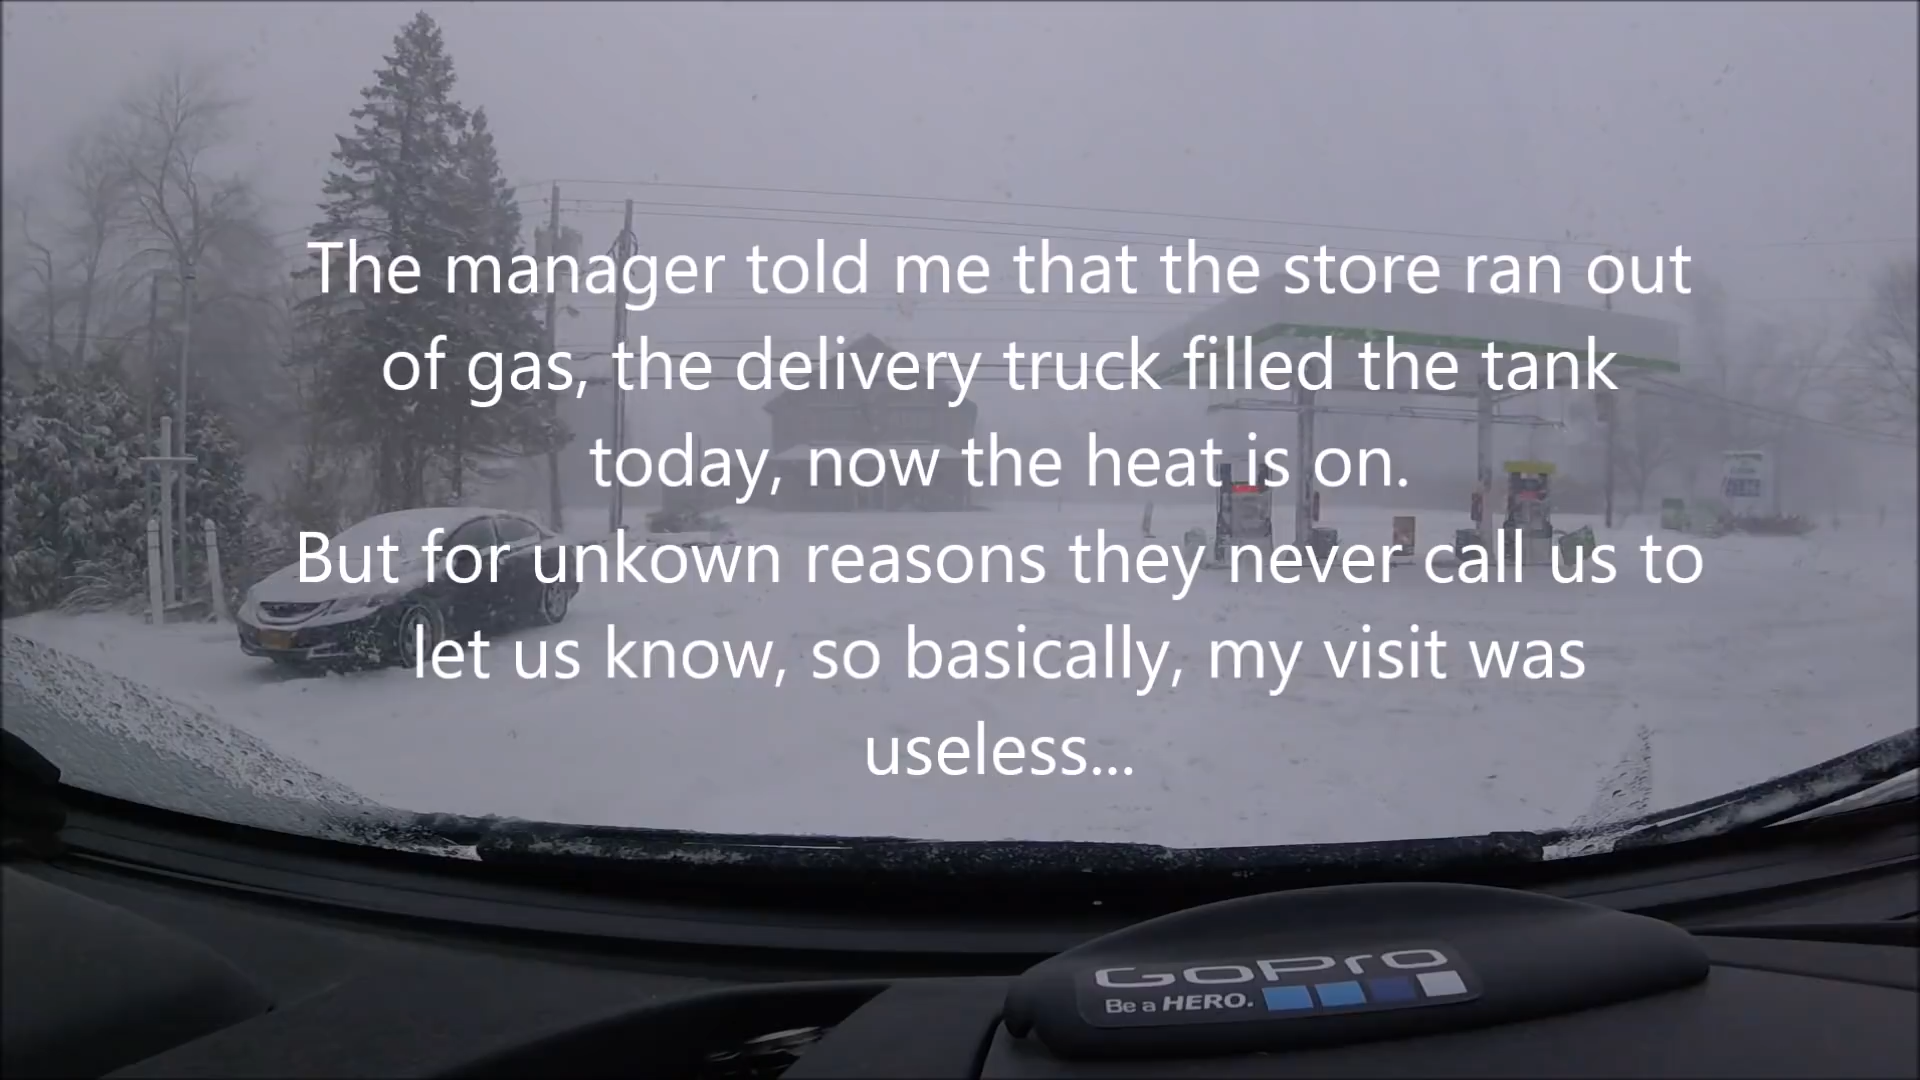 The manager told me that the store ran out
of gas, the delivery truck filled the tank
today, now the heat is on.
But for unkown reasons they never call us to
let us know, so basically, my visit was
useless...
GoPro
Be a HERO.